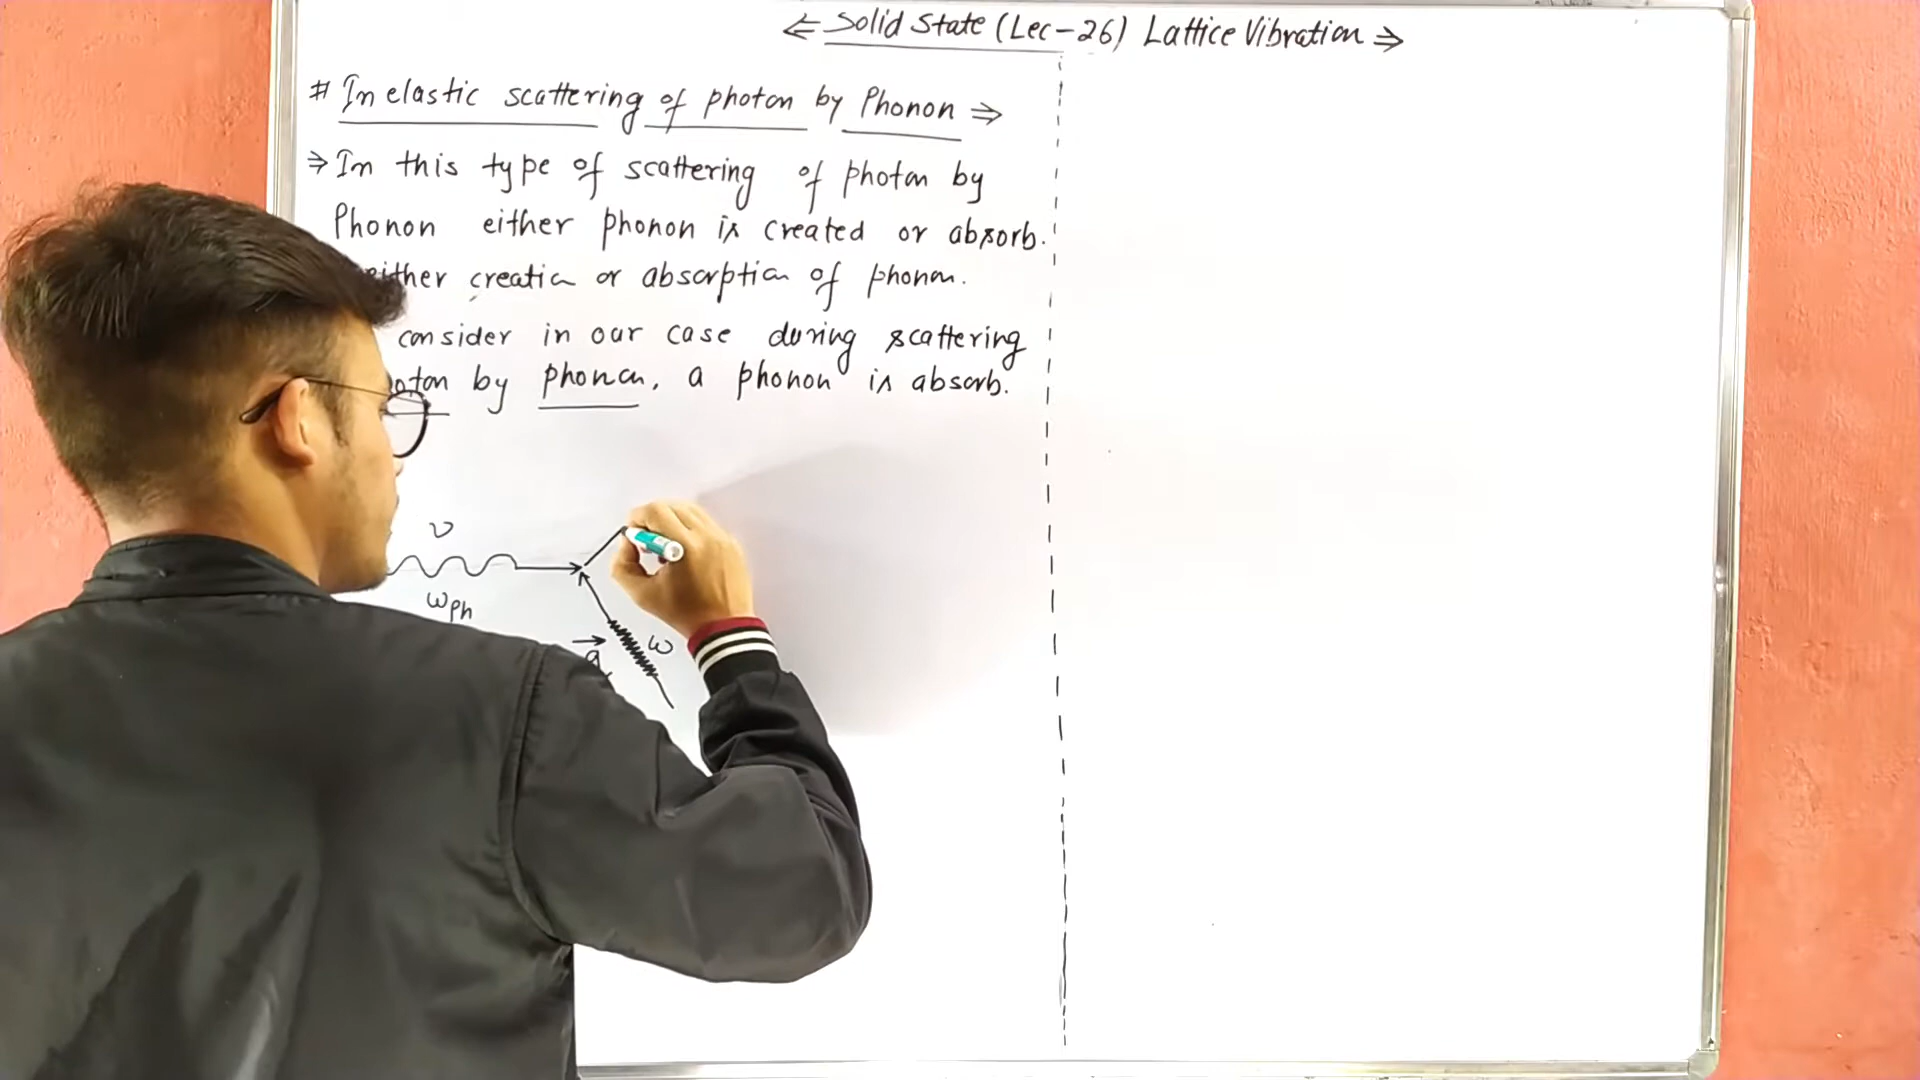 ⇐ Solid State (Lec-26) Lattice Vibration ⇒
# In elastic scattering of photon by Phonon ⇒
⇒ In this type of scattering of photon by
Phonon either phonon is created or absorb.
either creation or absorption of phonon.
consider in our case during scattering
by phonon, a phonon is absorb.
ν
ωph
ω
q